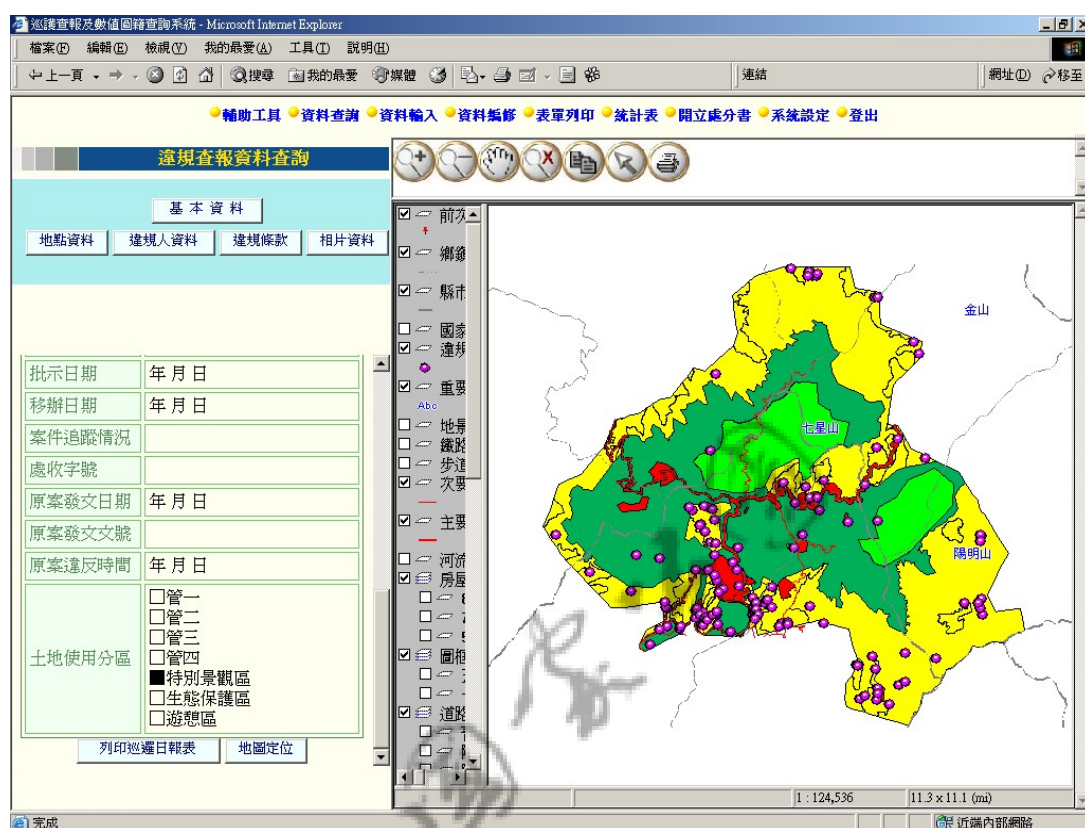 巡護查報及數值圖籍查詢系統 - Microsoft Internet Explorer
檔案(F) 編輯(E) 檢視(V) 我的最愛(A) 工具(T) 說明(H)
上一頁 搜尋 我的最愛 媒體 連結 網址(D) 移至
輔助工具 資料查詢 資料輸入 資料編修 表單列印 統計表 開立處分書 系統設定 登出
違規查報資料查詢
基 本 資 料
地點資料 違規人資料 違規條款 相片資料
批示日期 年 月 日
移辦日期 年 月 日
案件追蹤情況
處收字號
原案發文日期 年 月 日
原案發文文號
原案違反時間 年 月 日
土地使用分區
□管一
□管二
□管三
□管四
■特別景觀區
□生態保護區
□遊憩區
列印巡邏日報表 地圖定位
前次
鄉鎮
縣市
國家
違規
重要
Abc
地景
鐵路
步道
次要
主要
河流
房屋
圖框
道路
金山
七星山
陽明山
1 : 124,536 11.3 x 11.1 (mi)
完成 近端內部網路